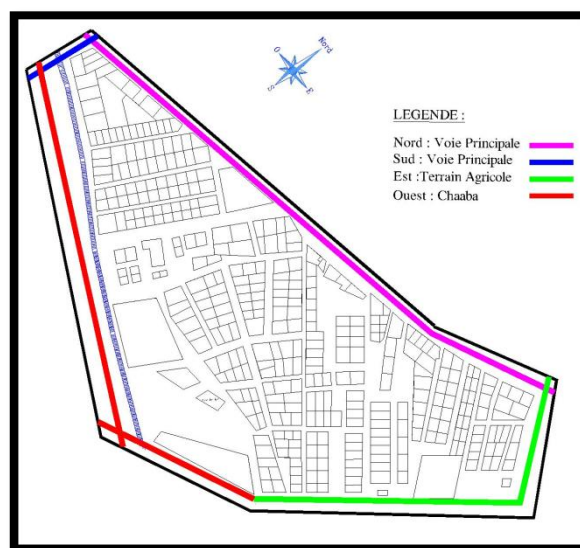 Nord
O
S
E
LEGENDE :
Nord : Voie Principale
Sud : Voie Principale
Est :Terrain Agricole
Ouest : Chaaba